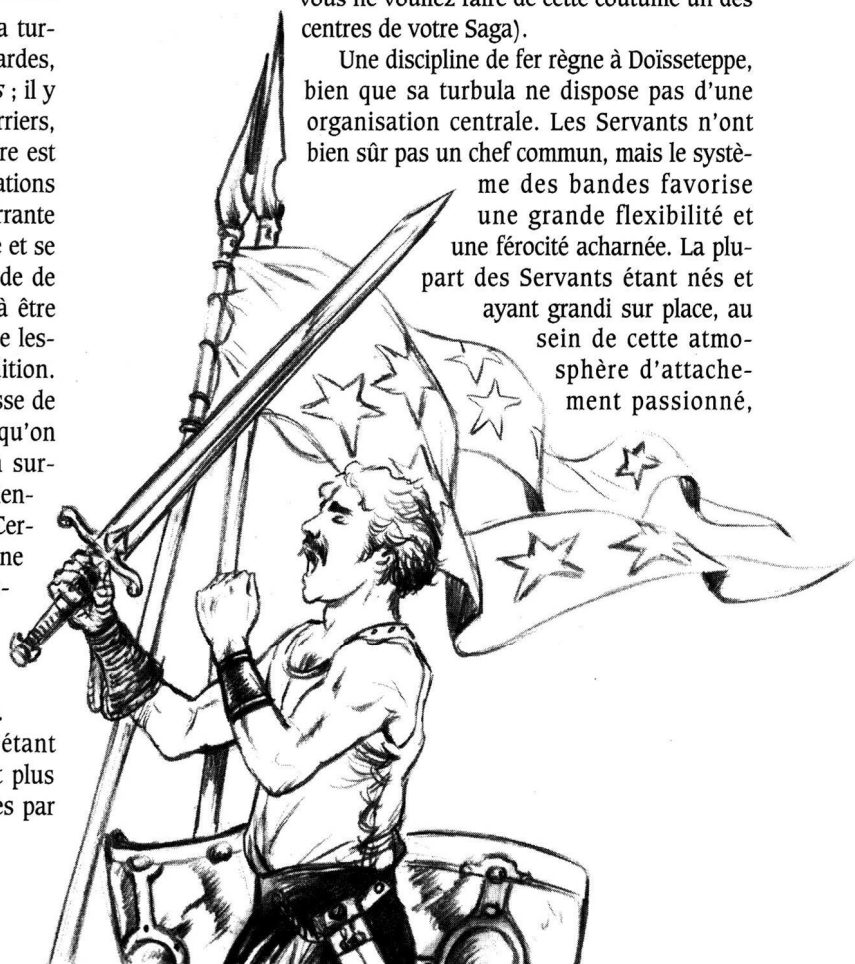 a tur-
ardes,
s ; il y
rriers,
re est
ations
rrante
e et se
de de
à être
e les-
ition.
sse de
qu'on
sur-
en-
Cer-
ne
étant
plus
es par
vous ne vouliez faire de cette coutume un des
centres de votre Saga).
Une discipline de fer règne à Doïsseteppe,
bien que sa turbula ne dispose pas d'une
organisation centrale. Les Servants n'ont
bien sûr pas un chef commun, mais le systè-
me des bandes favorise
une grande flexibilité et
une férocité acharnée. La plu-
part des Servants étant nés et
ayant grandi sur place, au
sein de cette atmo-
sphère d'attache-
ment passionné,